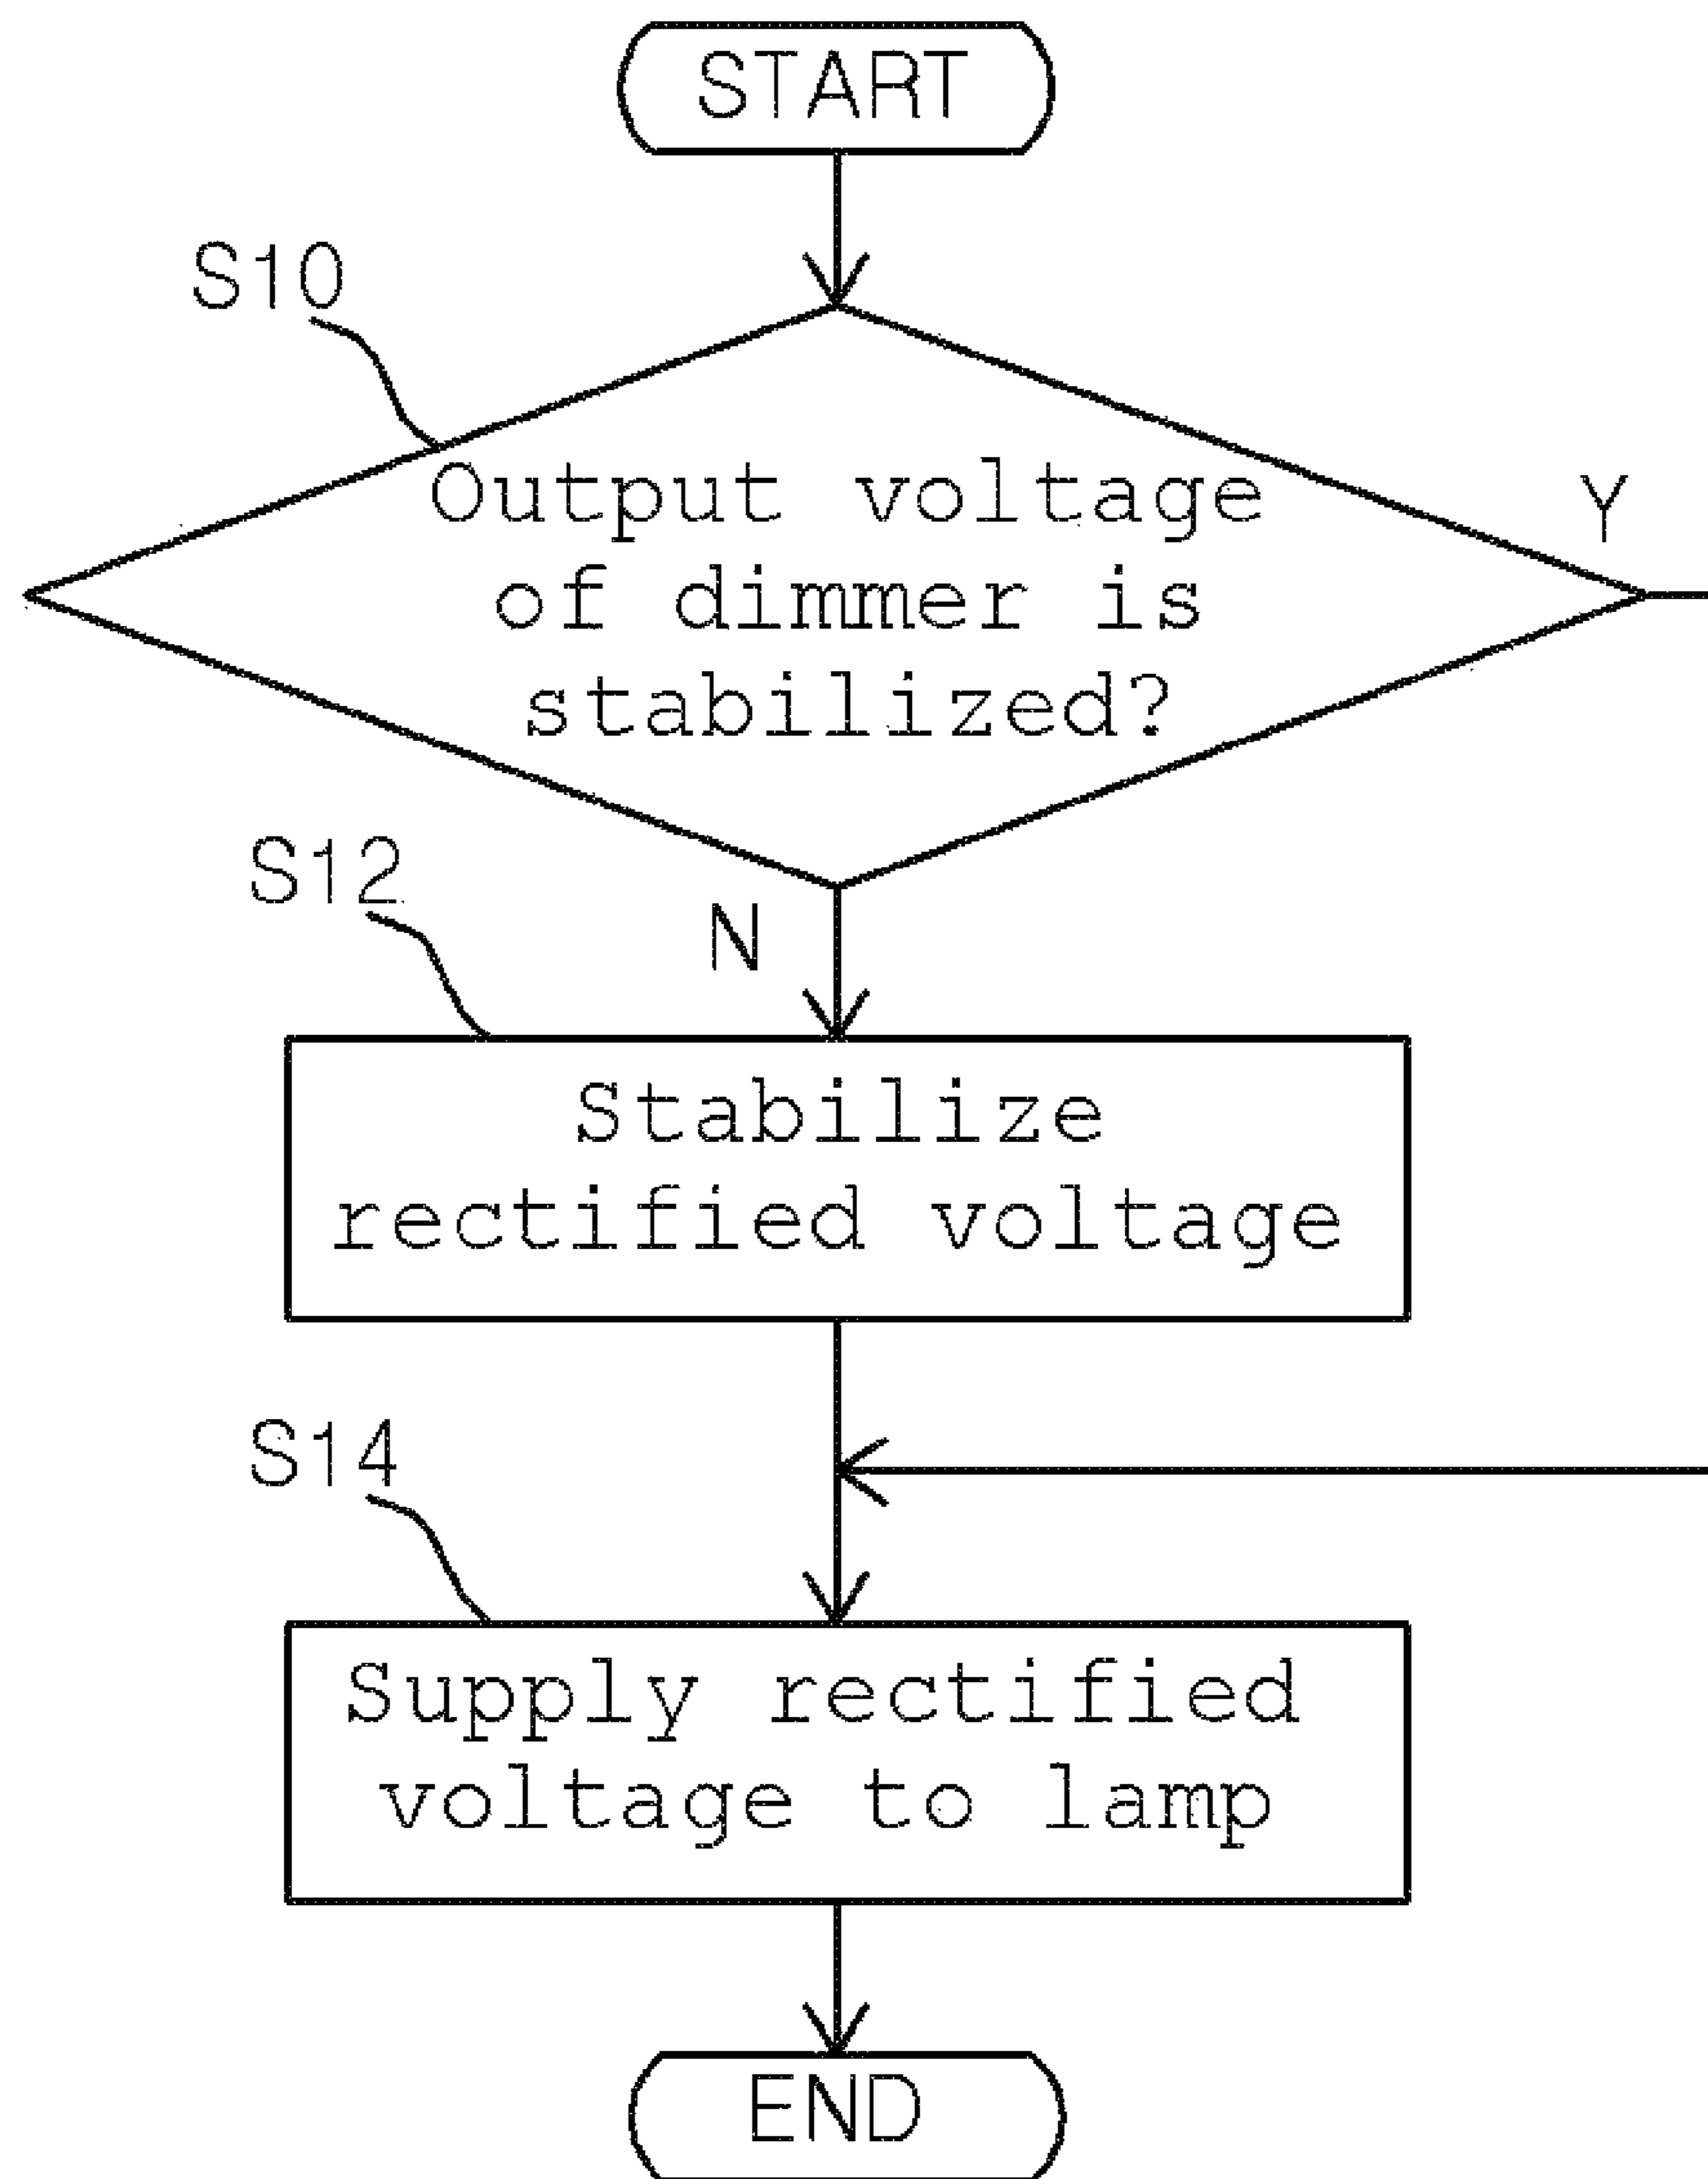 START
S10
Output voltage
of dimmer is
stabilized?
Y
S12
N
Stabilize
rectified voltage
S14
Supply rectified
voltage to lamp
END